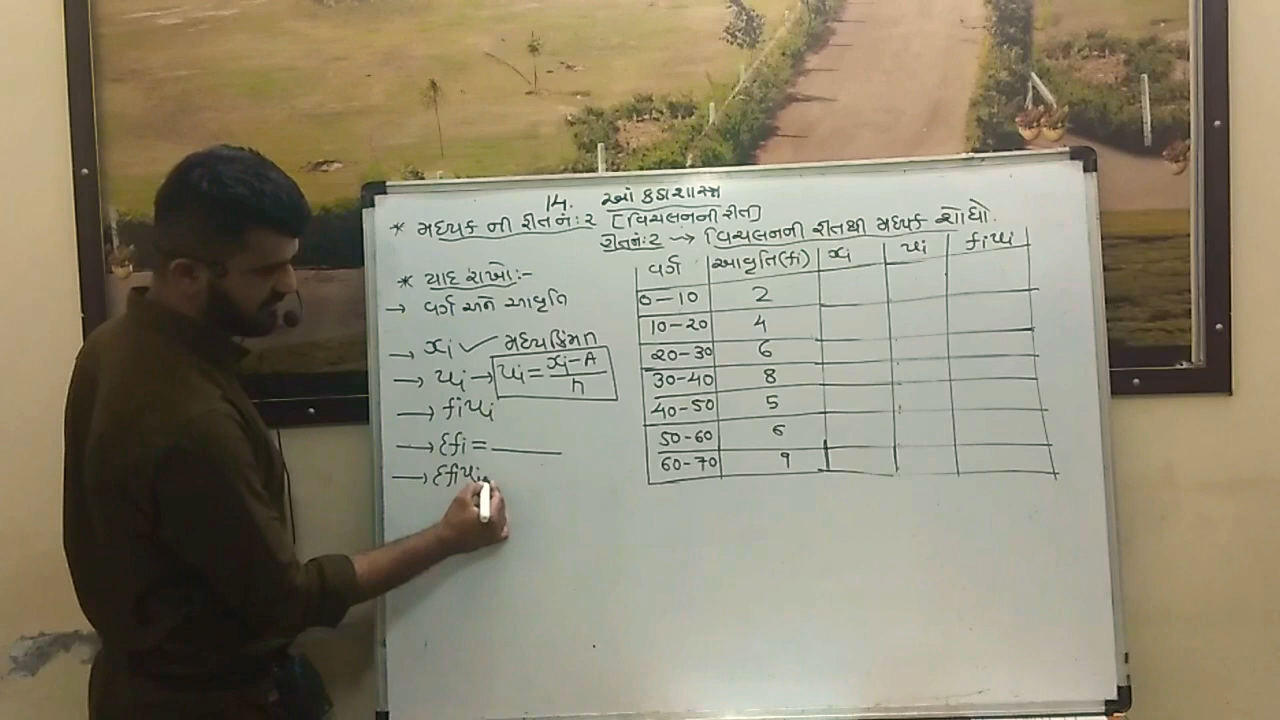 14. આંકડાશાસ્ત્ર
* મધ્યક ની રીત નં: ૨ [વિચલનની રીત]
રીતનં: ૨ → વિચલનની રીતથી મધ્યક શોધો.
* યાદ રાખો:-
→ વર્ગ અને આવૃતિ
→ xi ✓ મધ્યકિંમત
→ ui → ui = xi-A / h
→ fiui
→ Σfi = ______
→ Σfiui
વર્ગ આવૃતિ(fi) xi ui fiui
0-10 2
10-20 4
20-30 6
30-40 8
40-50 5
50-60 6
60-70 9